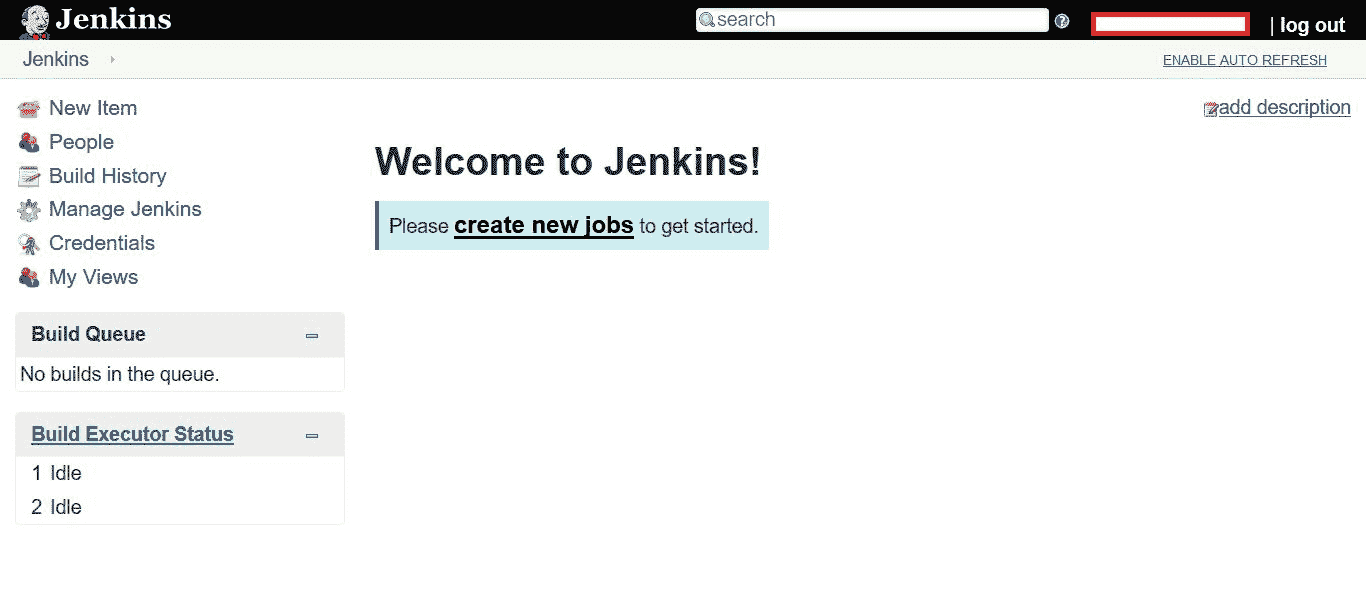 Jenkins
search
| log out
Jenkins
ENABLE AUTO REFRESH
New Item
People
Build History
Manage Jenkins
Credentials
My Views
add description
Welcome to Jenkins!
Please create new jobs to get started.
Build Queue
No builds in the queue.
Build Executor Status
1 Idle
2 Idle